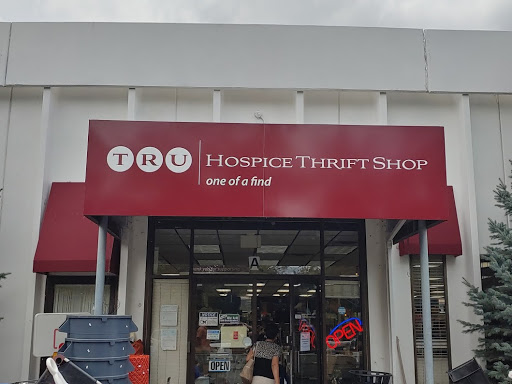 TRU HOSPICE THRIFT SHOP
one of a find
A
OPEN
OPEN